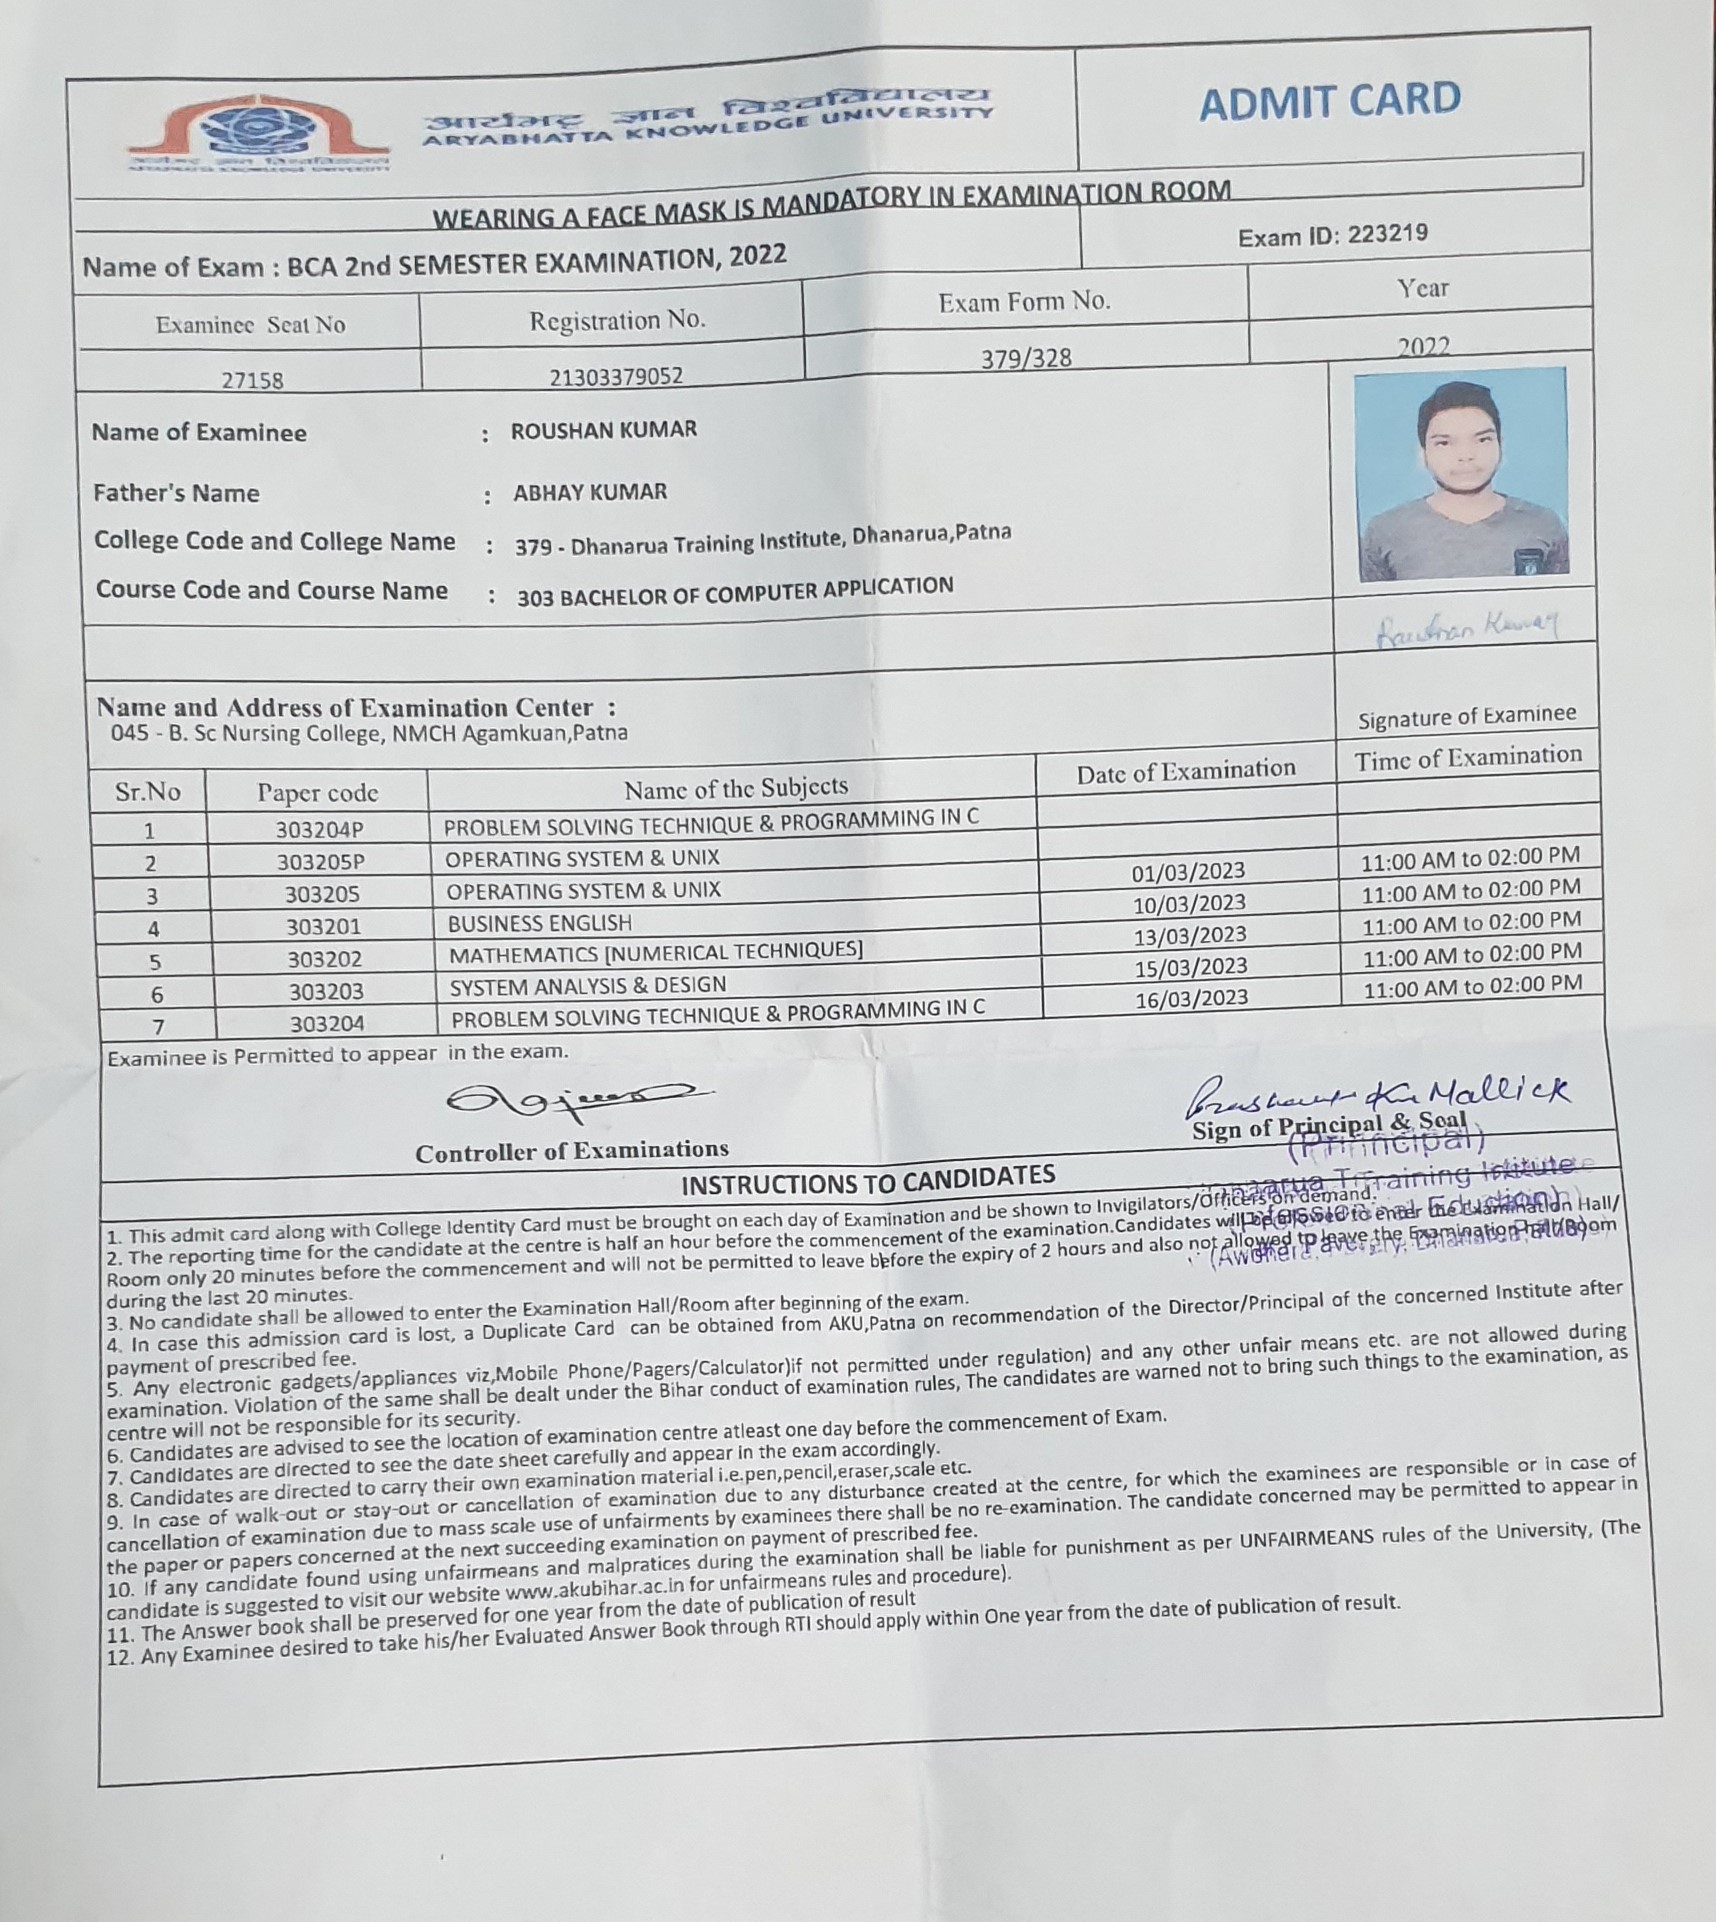 आर्यभट्ट ज्ञान विश्वविद्यालय
ARYABHATTA KNOWLEDGE UNIVERSITY
ADMIT CARD
WEARING A FACE MASK IS MANDATORY IN EXAMINATION ROOM
Name of Exam : BCA 2nd SEMESTER EXAMINATION, 2022 Exam ID: 223219
Examinee Seat No Registration No. Exam Form No. Year
27158 21303379052 379/328 2022
Name of Examinee : ROUSHAN KUMAR
Father's Name : ABHAY KUMAR
College Code and College Name : 379 - Dhanarua Training Institute, Dhanarua,Patna
Course Code and Course Name : 303 BACHELOR OF COMPUTER APPLICATION
Kumar
Name and Address of Examination Center :
045 - B. Sc Nursing College, NMCH Agamkuan,Patna
Signature of Examinee
Sr.No Paper code Name of the Subjects Date of Examination Time of Examination
1 303204P PROBLEM SOLVING TECHNIQUE & PROGRAMMING IN C
2 303205P OPERATING SYSTEM & UNIX
3 303205 OPERATING SYSTEM & UNIX 01/03/2023 11:00 AM to 02:00 PM
4 303201 BUSINESS ENGLISH 10/03/2023 11:00 AM to 02:00 PM
5 303202 MATHEMATICS [NUMERICAL TECHNIQUES] 13/03/2023 11:00 AM to 02:00 PM
6 303203 SYSTEM ANALYSIS & DESIGN 15/03/2023 11:00 AM to 02:00 PM
7 303204 PROBLEM SOLVING TECHNIQUE & PROGRAMMING IN C 16/03/2023 11:00 AM to 02:00 PM
Examinee is Permitted to appear in the exam.
Mallick
Controller of Examinations Sign of Principal & Seal
(Principal)
Training
INSTRUCTIONS TO CANDIDATES
1. This admit card along with College Identity Card must be brought on each day of Examination and be shown to Invigilators/Officers on demand.
2. The reporting time for the candidate at the centre is half an hour before the commencement of the examination.Candidates will be allowed to enter the Examination Hall/
Room only 20 minutes before the commencement and will not be permitted to leave before the expiry of 2 hours and also not allowed to leave the Examination hall/Room
during the last 20 minutes.
3. No candidate shall be allowed to enter the Examination Hall/Room after beginning of the exam.
4. In case this admission card is lost, a Duplicate Card can be obtained from AKU,Patna on recommendation of the Director/Principal of the concerned Institute after
payment of prescribed fee.
5. Any electronic gadgets/appliances viz,Mobile Phone/Pagers/Calculator)if not permitted under regulation) and any other unfair means etc. are not allowed during
examination. Violation of the same shall be dealt under the Bihar conduct of examination rules, The candidates are warned not to bring such things to the examination, as
centre will not be responsible for its security.
6. Candidates are advised to see the location of examination centre atleast one day before the commencement of Exam.
7. Candidates are directed to see the date sheet carefully and appear in the exam accordingly.
8. Candidates are directed to carry their own examination material i.e.pen,pencil,eraser,scale etc.
9. In case of walk-out or stay-out or cancellation of examination due to any disturbance created at the centre, for which the examinees are responsible or in case of
cancellation of examination due to mass scale use of unfairments by examinees there shall be no re-examination. The candidate concerned may be permitted to appear in
the paper or papers concerned at the next succeeding examination on payment of prescribed fee.
10. If any candidate found using unfairmeans and malpratices during the examination shall be liable for punishment as per UNFAIRMEANS rules of the University, (The
candidate is suggested to visit our website www.akubihar.ac.in for unfairmeans rules and procedure).
11. The Answer book shall be preserved for one year from the date of publication of result
12. Any Examinee desired to take his/her Evaluated Answer Book through RTI should apply within One year from the date of publication of result.